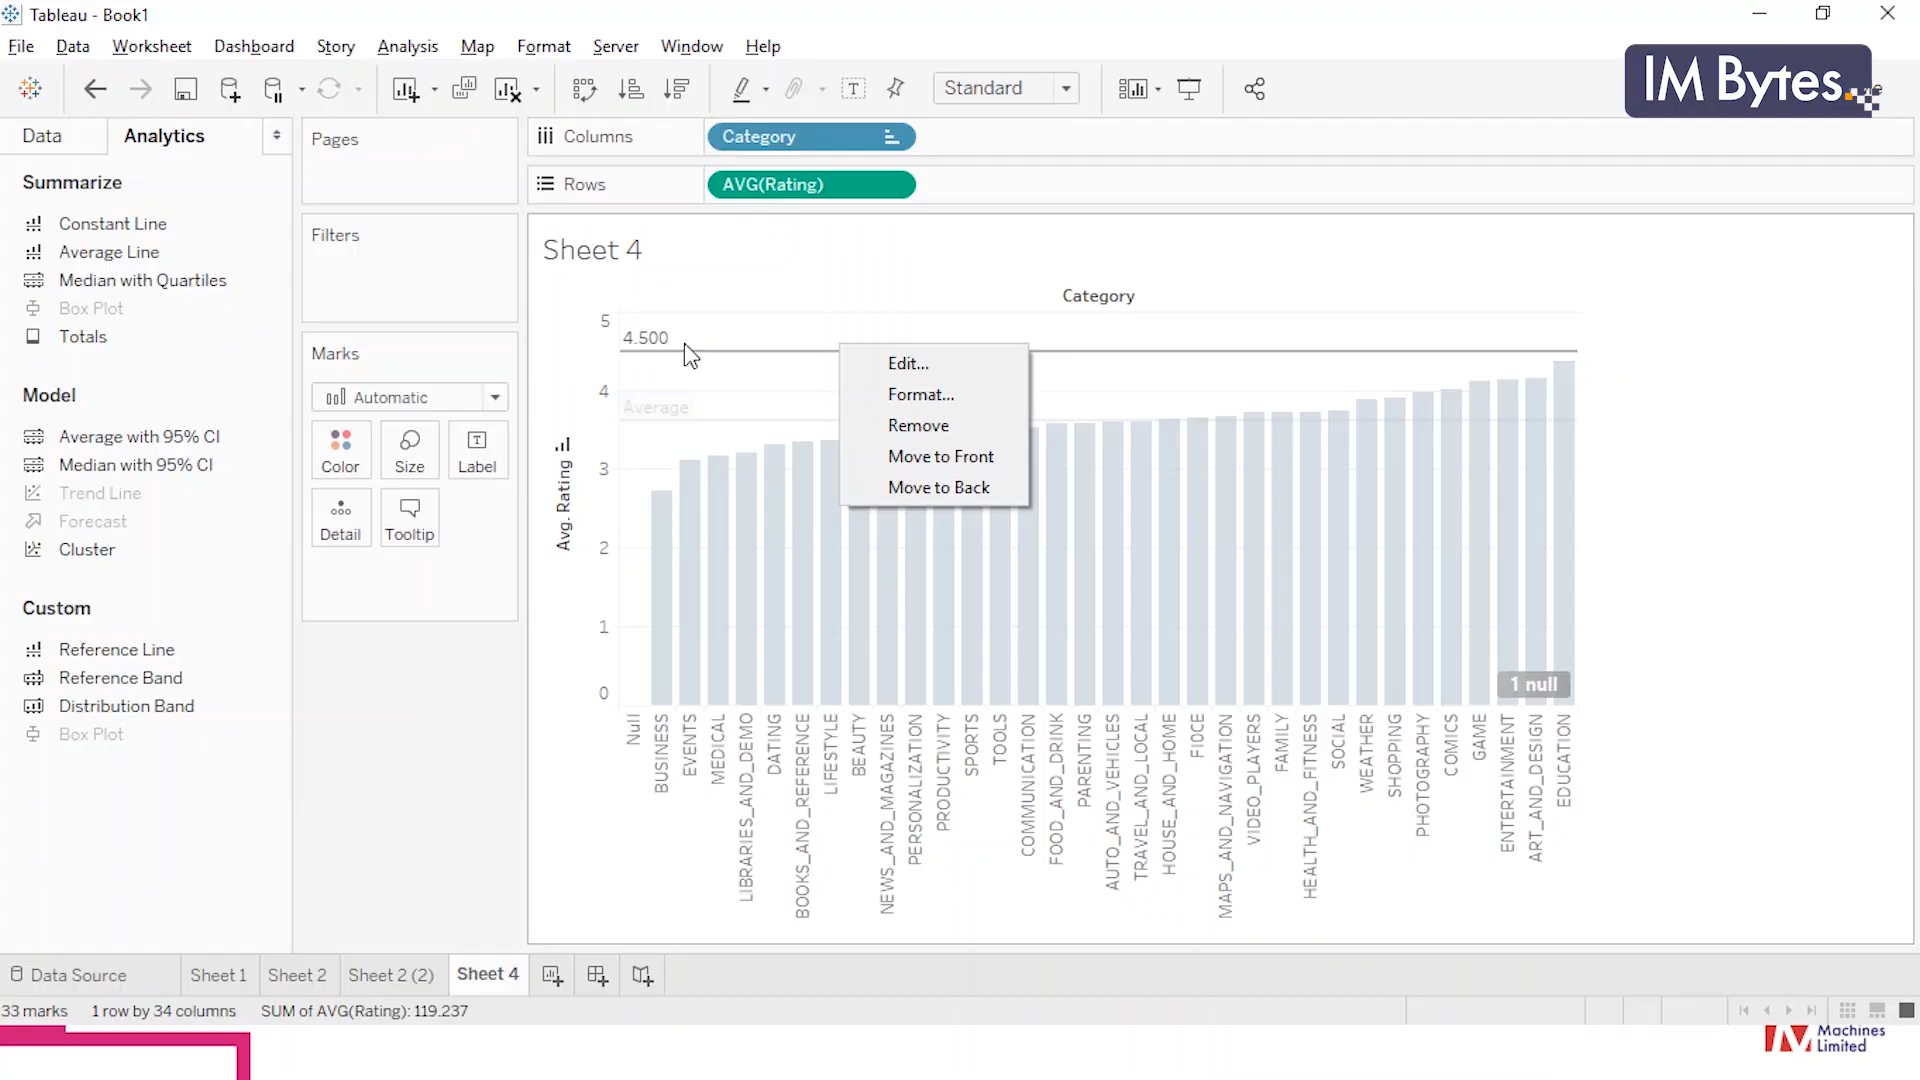 Tableau - Book1
File Data Worksheet Dashboard Story Analysis Map Format Server Window Help
Standard
IM Bytes.
Data Analytics
Pages
Columns Category
Rows AVG(Rating)
Summarize
Constant Line
Average Line
Median with Quartiles
Box Plot
Totals
Model
Average with 95% CI
Median with 95% CI
Trend Line
Forecast
Cluster
Custom
Reference Line
Reference Band
Distribution Band
Box Plot
Filters
Marks
Automatic
Color Size Label
Detail Tooltip
Sheet 4
Category
5
4.500
4
Average
3
2
1
0
Avg. Rating
Edit...
Format...
Remove
Move to Front
Move to Back
1 null
Null
BUSINESS
EVENTS
MEDICAL
LIBRARIES_AND_DEMO
DATING
BOOKS_AND_REFERENCE
LIFESTYLE
BEAUTY
NEWS_AND_MAGAZINES
PERSONALIZATION
PRODUCTIVITY
SPORTS
TOOLS
COMMUNICATION
FOOD_AND_DRINK
PARENTING
AUTO_AND_VEHICLES
TRAVEL_AND_LOCAL
HOUSE_AND_HOME
FI0CE
MAPS_AND_NAVIGATION
VIDEO_PLAYERS
FAMILY
HEALTH_AND_FITNESS
SOCIAL
WEATHER
SHOPPING
PHOTOGRAPHY
COMICS
GAME
ENTERTAINMENT
ART_AND_DESIGN
EDUCATION
Data Source Sheet 1 Sheet 2 Sheet 2 (2) Sheet 4
33 marks 1 row by 34 columns SUM of AVG(Rating): 119.237
Machines
Limited